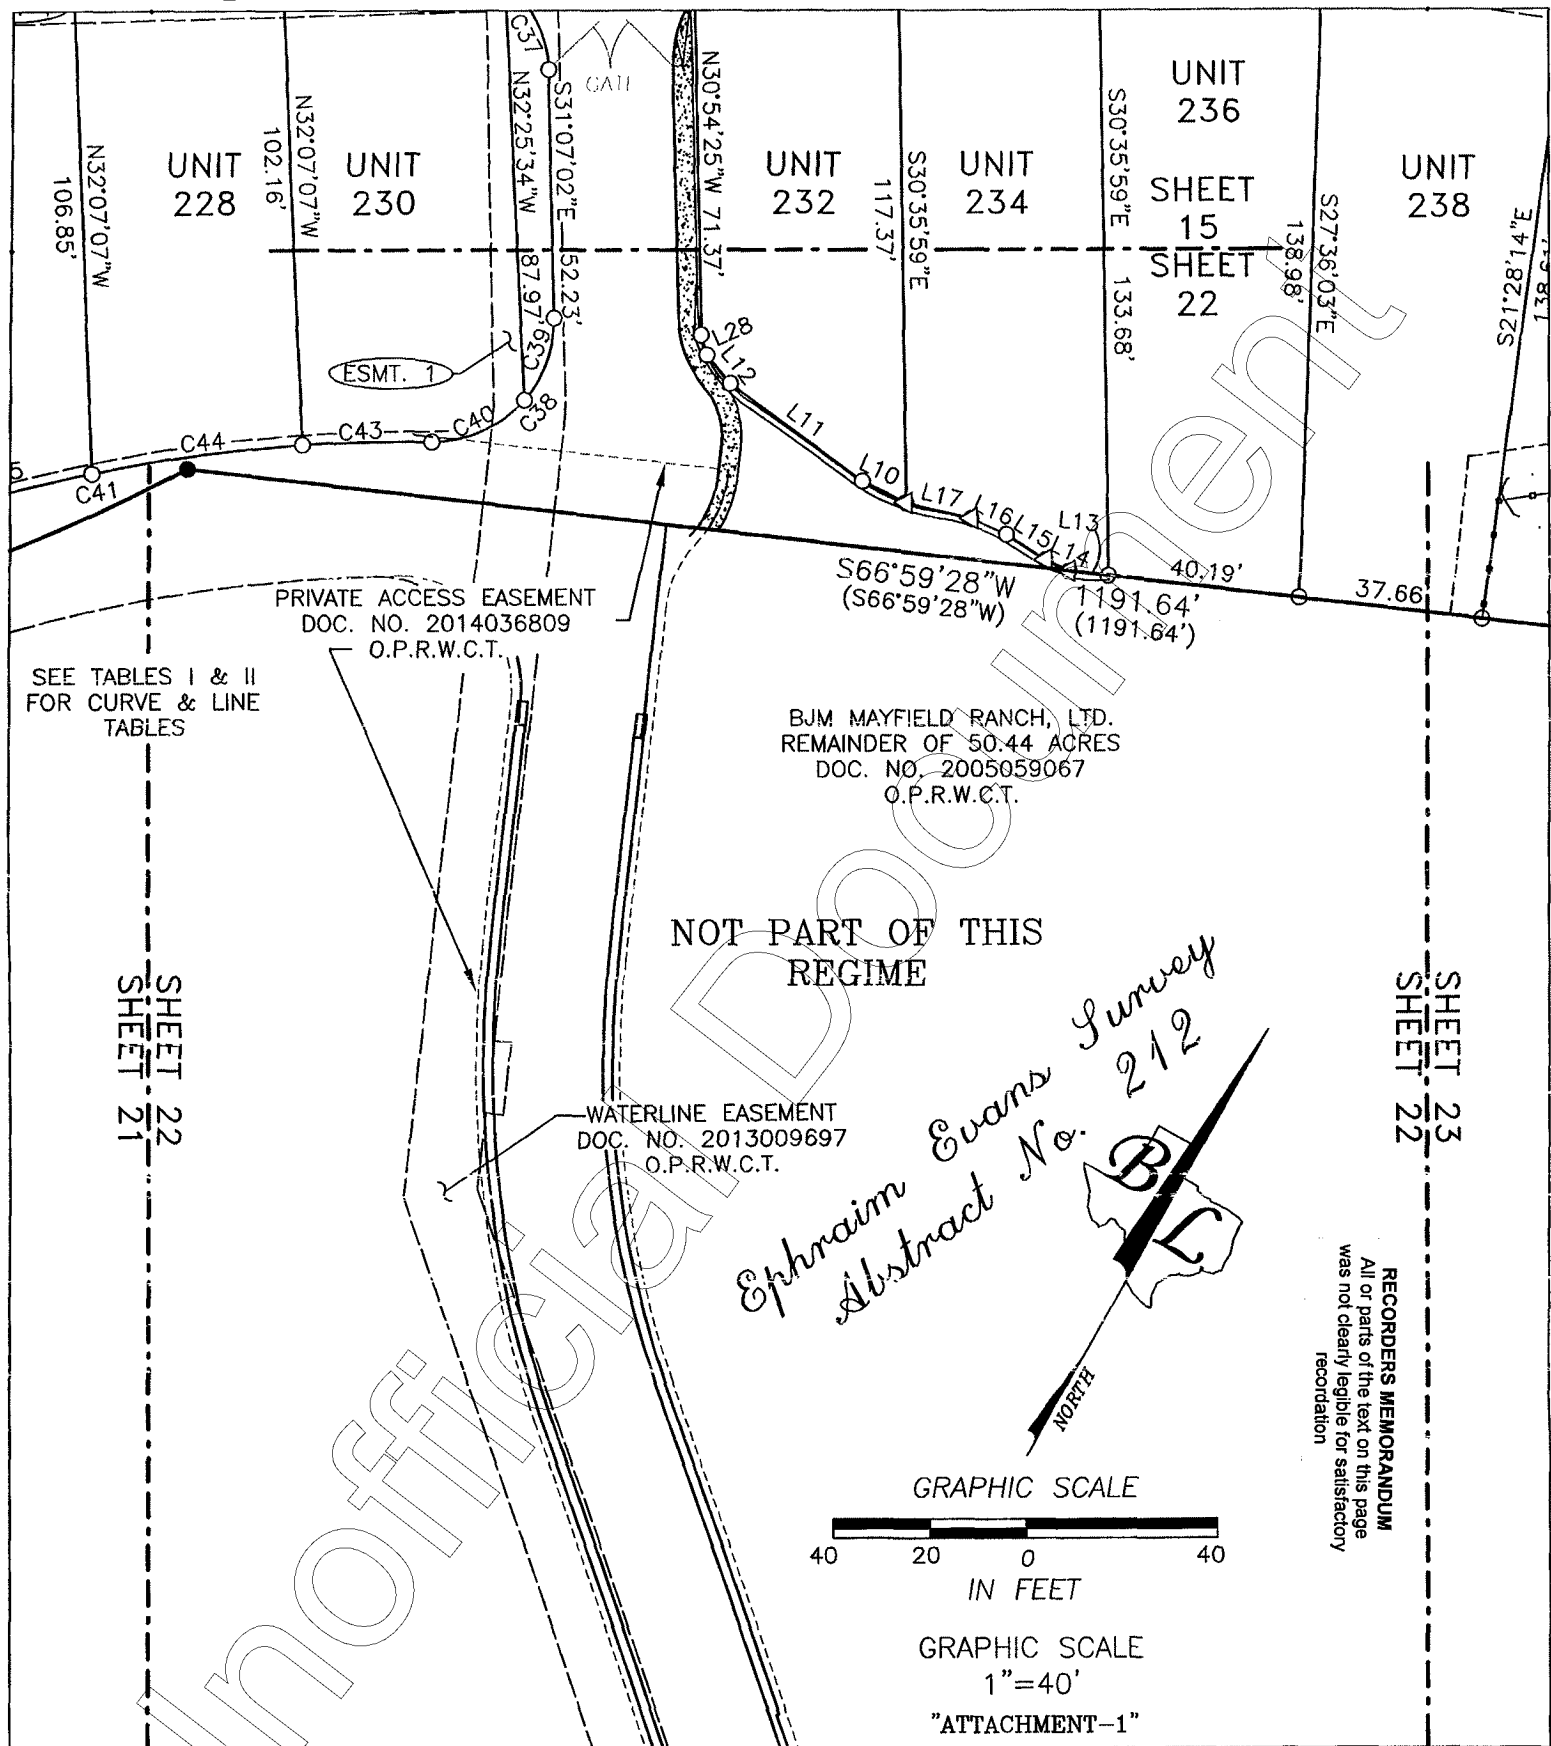 C37
GATE
UNIT
236
N32°07'07"W
106.85'
UNIT
228
N32°07'07"W
102.16'
UNIT
230
N32°25'34"W
87.97'
S31°07'02"E
52.23'
N30°54'25"W 71.37'
UNIT
232
S30°35'59"E
117.37'
UNIT
234
S30°35'59"E
133.68'
SHEET
15
SHEET
22
S27°36'03"E
138.98'
UNIT
238
S21°28'14"E
L28
L12
C39
ESMT. 1
C38
C40
C43
C44
C41
L11
L10
L17
L16
L15
L14
L13
S66°59'28"W
(S66°59'28"W)
1191.64'
(1191.64')
40.19'
37.66
PRIVATE ACCESS EASEMENT
DOC. NO. 2014036809
O.P.R.W.C.T.
SEE TABLES I & II
FOR CURVE & LINE
TABLES
BJM MAYFIELD RANCH, LTD.
REMAINDER OF 50.44 ACRES
DOC. NO. 2005059067
O.P.R.W.C.T.
NOT PART OF THIS
REGIME
SHEET 22
SHEET 21
SHEET 23
SHEET 22
WATERLINE EASEMENT
DOC. NO. 2013009697
O.P.R.W.C.T.
Ephraim Evans Survey
Abstract No. 212
B
L
NORTH
RECORDERS MEMORANDUM
All or parts of the text on this page
was not clearly legible for satisfactory
recordation
GRAPHIC SCALE
40 20 0 40
IN FEET
GRAPHIC SCALE
1"=40'
"ATTACHMENT-1"
Unofficial Document